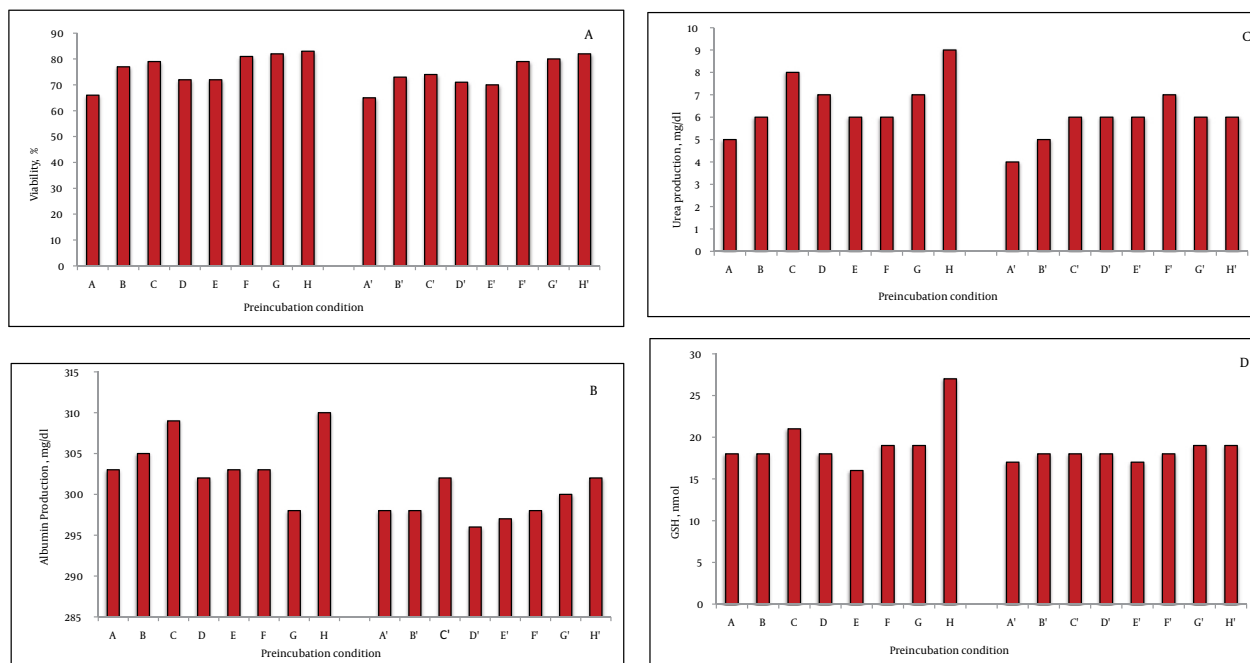 A
90
80
70
60
50
40
30
20
10
0
Viability, %
A B C D E F G H A' B' C' D' E' F' G' H'
Preincubation condition
B
315
310
305
300
295
290
285
Albumin Production , mg/dl
A B C D E F G H A' B' C' D' E' F' G' H'
Preincubation condition
C
10
9
8
7
6
5
4
3
2
1
0
Urea production , mg/dl
A B C D E F G H A' B' C' D' E' F' G' H'
Preincubation condition
D
30
25
20
15
10
5
0
GSH , nmol
A B C D E F G H A' B' C' D' E' F' G' H'
Preincubation condition